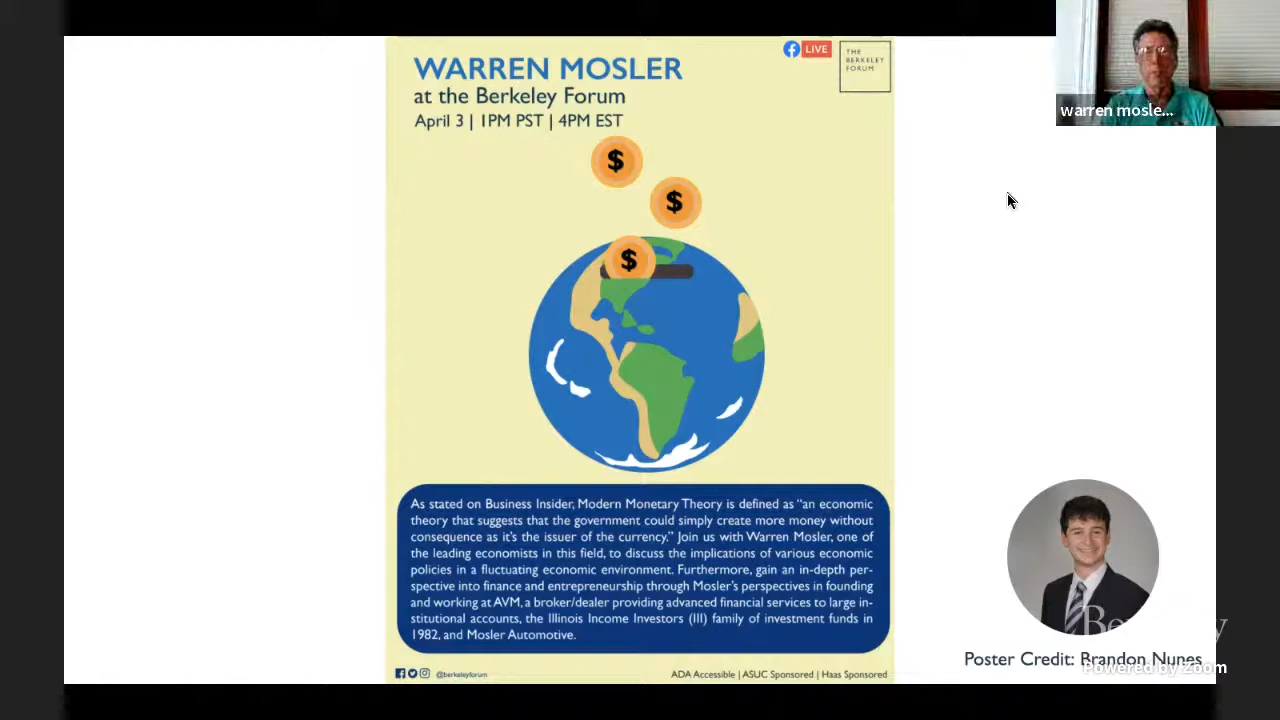 WARREN MOSLER
at the Berkeley Forum
April 3 | 1PM PST | 4PM EST
LIVE
THE
BERKELEY
FORUM
warren mosle...
$
$
$
As stated on Business Insider, Modern Monetary Theory is defined as “an economic
theory that suggests that the government could simply create more money without
consequence as it’s the issuer of the currency.” Join us with Warren Mosler, one of
the leading economists in this field, to discuss the implications of various economic
policies in a fluctuating economic environment. Furthermore, gain an in-depth per-
spective into finance and entrepreneurship through Mosler’s perspectives in founding
and working at AVM, a broker/dealer providing advanced financial services to large in-
stitutional accounts, the Illinois Income Investors (III) family of investment funds in
1982, and Mosler Automotive.
@berkeleyforum
ADA Accessible | ASUC Sponsored | Haas Sponsored
Poster Credit: Brandon Nunes
Powered by Zoom